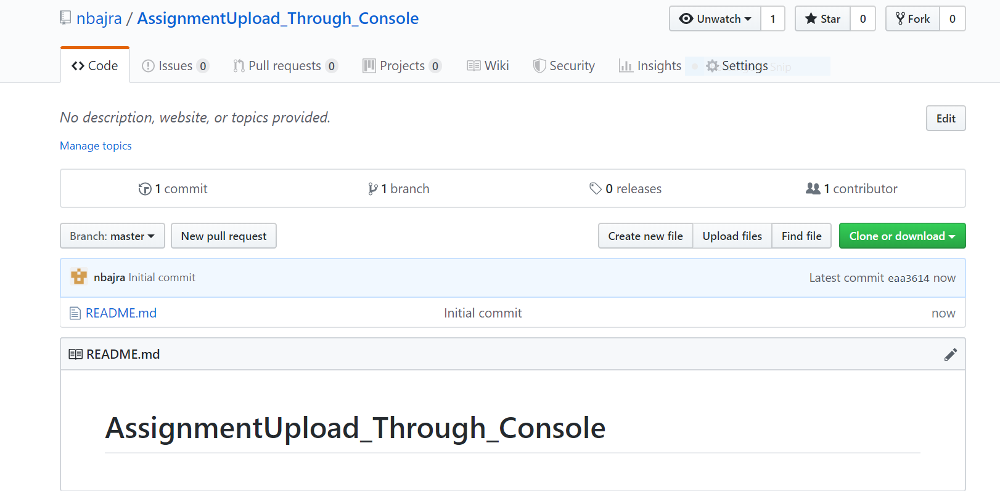 nbajra / AssignmentUpload_Through_Console
Unwatch 1 Star 0 Fork 0
Code Issues 0 Pull requests 0 Projects 0 Wiki Security Insights Settings Snip
No description, website, or topics provided.
Edit
Manage topics
1 commit 1 branch 0 releases 1 contributor
Branch: master New pull request Create new file Upload files Find file Clone or download
nbajra Initial commit Latest commit eaa3614 now
README.md Initial commit now
README.md
AssignmentUpload_Through_Console